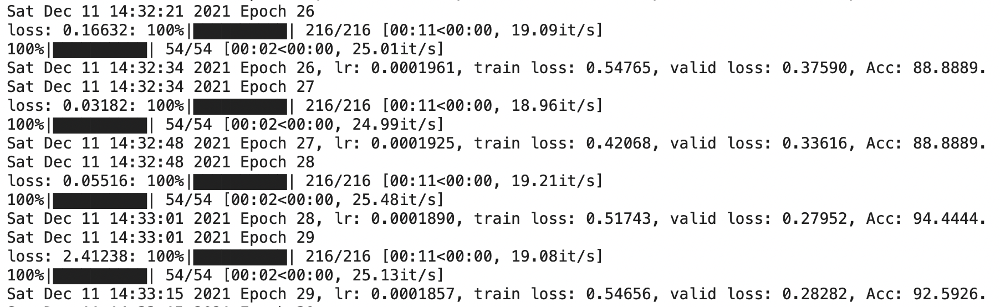 Sat Dec 11 14:32:21 2021 Epoch 26
loss: 0.16632: 100%|██████████| 216/216 [00:11<00:00, 19.09it/s]
100%|██████████| 54/54 [00:02<00:00, 25.01it/s]
Sat Dec 11 14:32:34 2021 Epoch 26, lr: 0.0001961, train loss: 0.54765, valid loss: 0.37590, Acc: 88.8889.
Sat Dec 11 14:32:34 2021 Epoch 27
loss: 0.03182: 100%|██████████| 216/216 [00:11<00:00, 18.96it/s]
100%|██████████| 54/54 [00:02<00:00, 24.99it/s]
Sat Dec 11 14:32:48 2021 Epoch 27, lr: 0.0001925, train loss: 0.42068, valid loss: 0.33616, Acc: 88.8889.
Sat Dec 11 14:32:48 2021 Epoch 28
loss: 0.05516: 100%|██████████| 216/216 [00:11<00:00, 19.21it/s]
100%|██████████| 54/54 [00:02<00:00, 25.48it/s]
Sat Dec 11 14:33:01 2021 Epoch 28, lr: 0.0001890, train loss: 0.51743, valid loss: 0.27952, Acc: 94.4444.
Sat Dec 11 14:33:01 2021 Epoch 29
loss: 2.41238: 100%|██████████| 216/216 [00:11<00:00, 19.08it/s]
100%|██████████| 54/54 [00:02<00:00, 25.13it/s]
Sat Dec 11 14:33:15 2021 Epoch 29, lr: 0.0001857, train loss: 0.54656, valid loss: 0.28282, Acc: 92.5926.